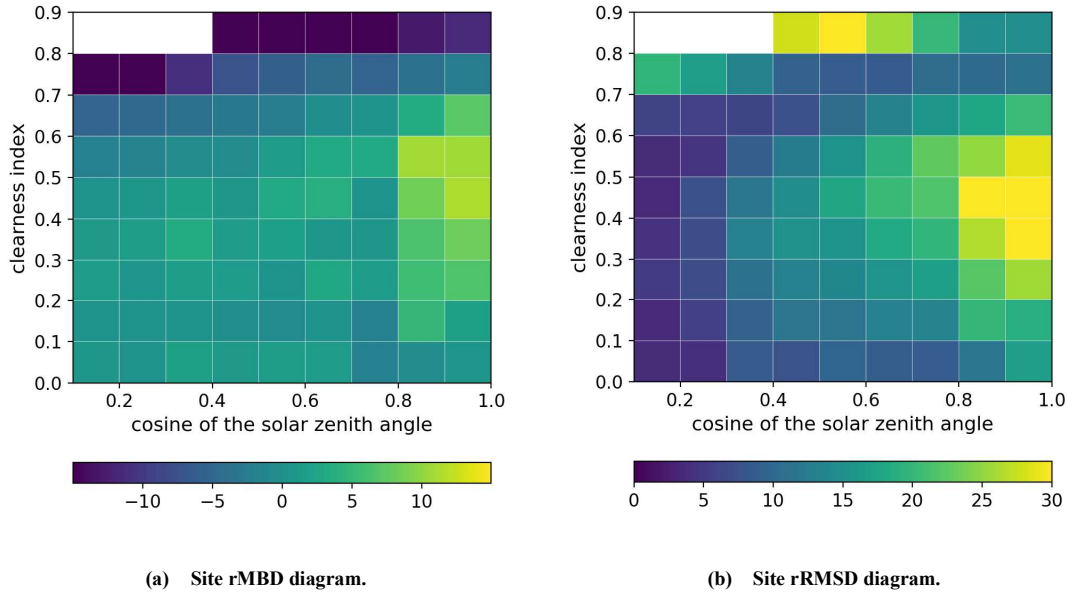 0.9
0.8
0.7
0.6
0.5
0.4
0.3
0.2
0.1
0.0
clearness index
0.2 0.4 0.6 0.8 1.0
cosine of the solar zenith angle
−10 −5 0 5 10
(a) Site rMBD diagram.
0.9
0.8
0.7
0.6
0.5
0.4
0.3
0.2
0.1
0.0
clearness index
0.2 0.4 0.6 0.8 1.0
cosine of the solar zenith angle
0 5 10 15 20 25 30
(b) Site rRMSD diagram.